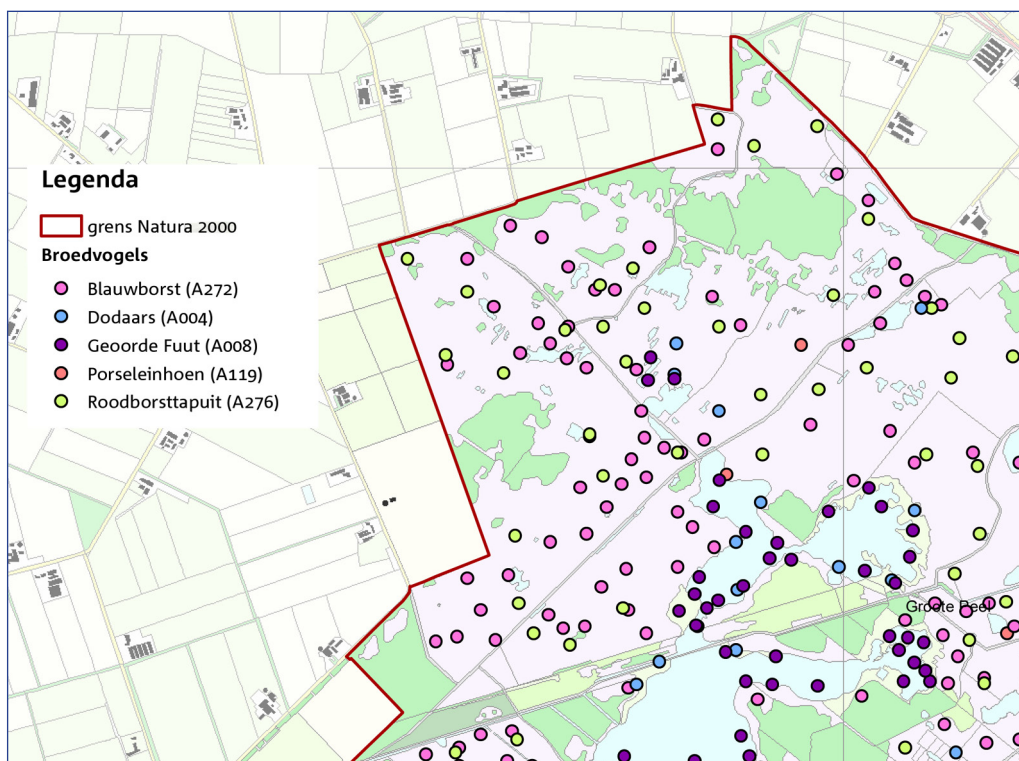 Legenda
grens Natura 2000
Broedvogels
Blauwborst (A272)
Dodaars (A004)
Geoorde Fuut (A008)
Porseleinhoen (A119)
Roodborsttapuit (A276)
Groote Peel